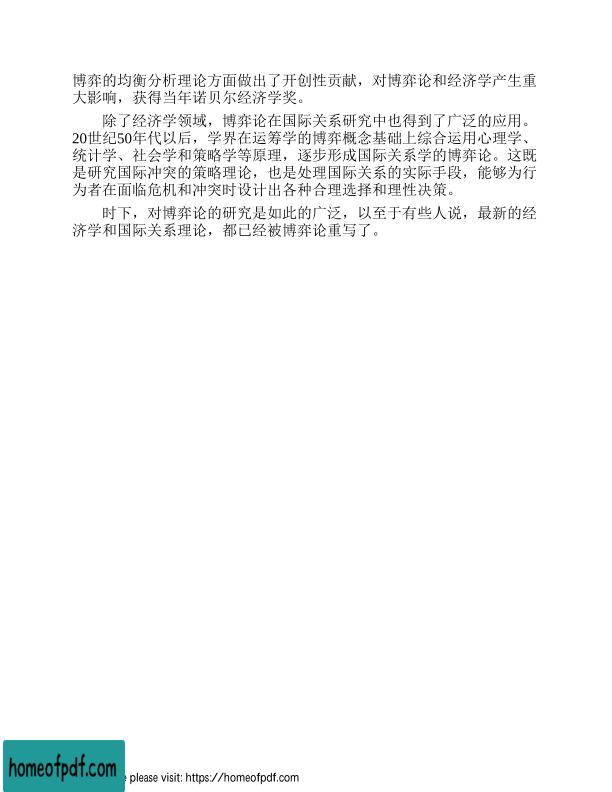 博弈的均衡分析理论方面做出了开创性贡献，对博弈论和经济学产生重
大影响，获得当年诺贝尔经济学奖。
除了经济学领域，博弈论在国际关系研究中也得到了广泛的应用。
20世纪50年代以后，学界在运筹学的博弈概念基础上综合运用心理学、
统计学、社会学和策略学等原理，逐步形成国际关系学的博弈论。这既
是研究国际冲突的策略理论，也是处理国际关系的实际手段，能够为行
为者在面临危机和冲突时设计出各种合理选择和理性决策。
时下，对博弈论的研究是如此的广泛，以至于有些人说，最新的经
济学和国际关系理论，都已经被博弈论重写了。
homeofpdf.com
please visit: https://homeofpdf.com